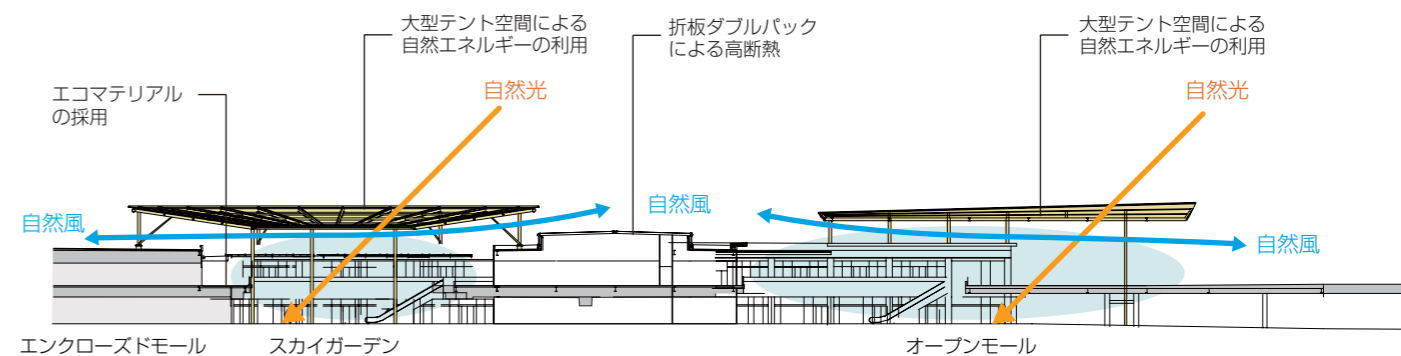 大型テント空間による
自然エネルギーの利用
折板ダブルパック
による高断熱
大型テント空間による
自然エネルギーの利用
エコマテリアル
の採用
自然光
自然光
自然風
自然風
自然風
エンクローズドモール
スカイガーデン
オープンモール